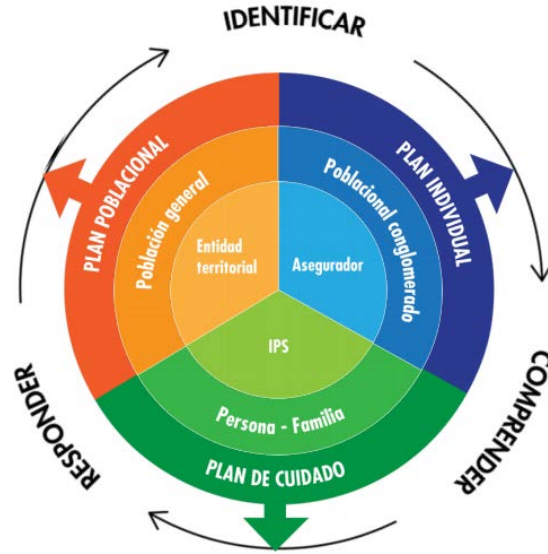 IDENTIFICAR
PLAN POBLACIONAL
Población general
Entidad
territorial
PLAN INDIVIDUAL
Poblacional conglomerado
Asegurador
IPS
Persona - Familia
PLAN DE CUIDADO
RESPONDER
COMPRENDER